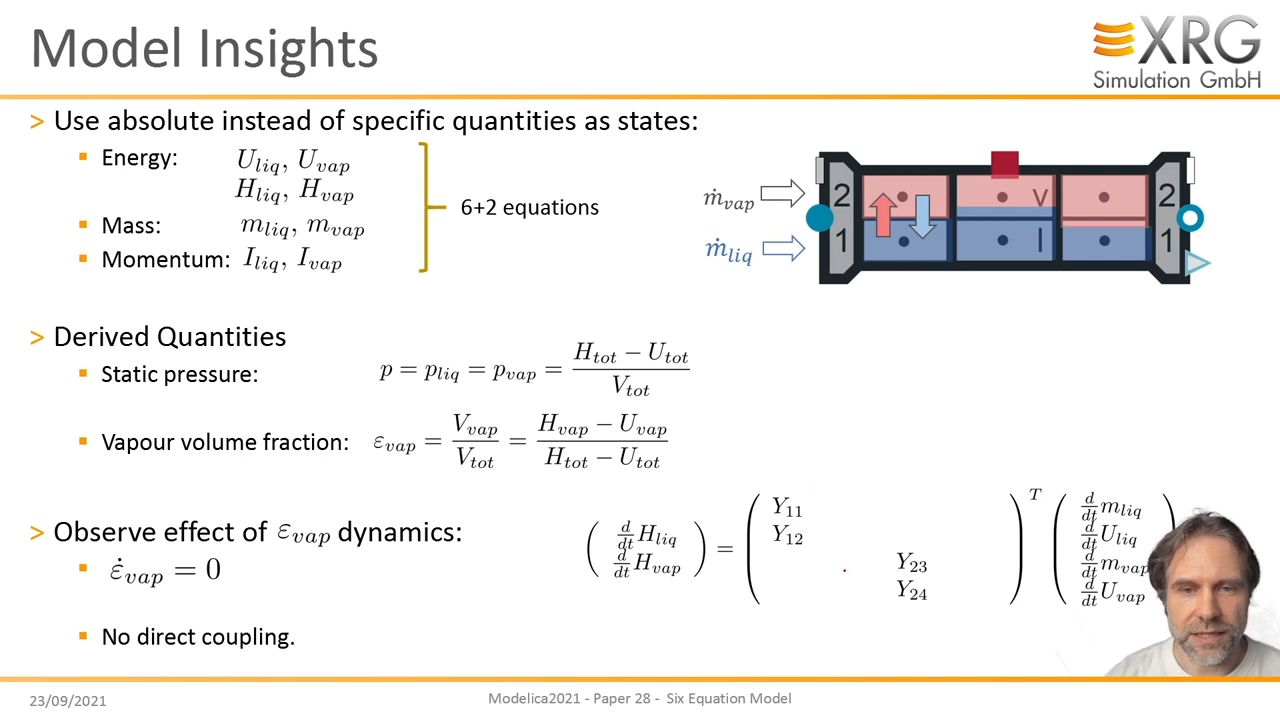 Model Insights
XRG
Simulation GmbH
> Use absolute instead of specific quantities as states:
▪ Energy: U_liq, U_vap
H_liq, H_vap
▪ Mass: m_liq, m_vap
▪ Momentum: I_liq, I_vap
6+2 equations
ṁ_vap
ṁ_liq
2 v 2
1 l 1
> Derived Quantities
▪ Static pressure: p = p_liq = p_vap = (H_tot − U_tot) / V_tot
▪ Vapour volume fraction: ε_vap = V_vap / V_tot = (H_vap − U_vap) / (H_tot − U_tot)
> Observe effect of ε_vap dynamics:
▪ ε̇_vap = 0
▪ No direct coupling.
( d/dt H_liq
d/dt H_vap ) =
( Y_11
Y_12
Y_23
Y_24 )^T
( d/dt m_liq
d/dt U_liq
d/dt m_vap
d/dt U_vap
23/09/2021
Modelica2021 - Paper 28 - Six Equation Model